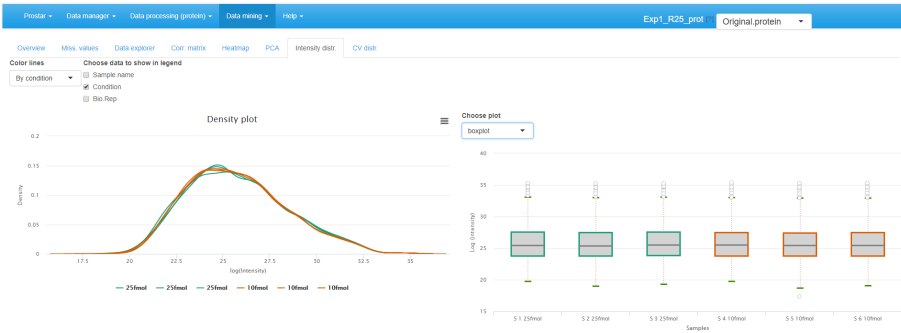 Prostar Data manager Data processing (protein) Data mining Help Exp1_R25_prot [?] Original.protein
Overview Miss. values Data explorer Corr. matrix Heatmap PCA Intensity distr. CV distr.
Color lines Choose data to show in legend
By condition Sample.name
Condition
Bio.Rep
Density plot
0.2
0.15
0.1
0.05
0
Density
17.5 20 22.5 25 27.5 30 32.5 35
log(Intensity)
25fmol 25fmol 25fmol 10fmol 10fmol 10fmol
Choose plot
boxplot
40
35
30
25
20
15
Log (intensity)
S 1 25fmol S 2 25fmol S 3 25fmol S 4 10fmol S 5 10fmol S 6 10fmol
Samples